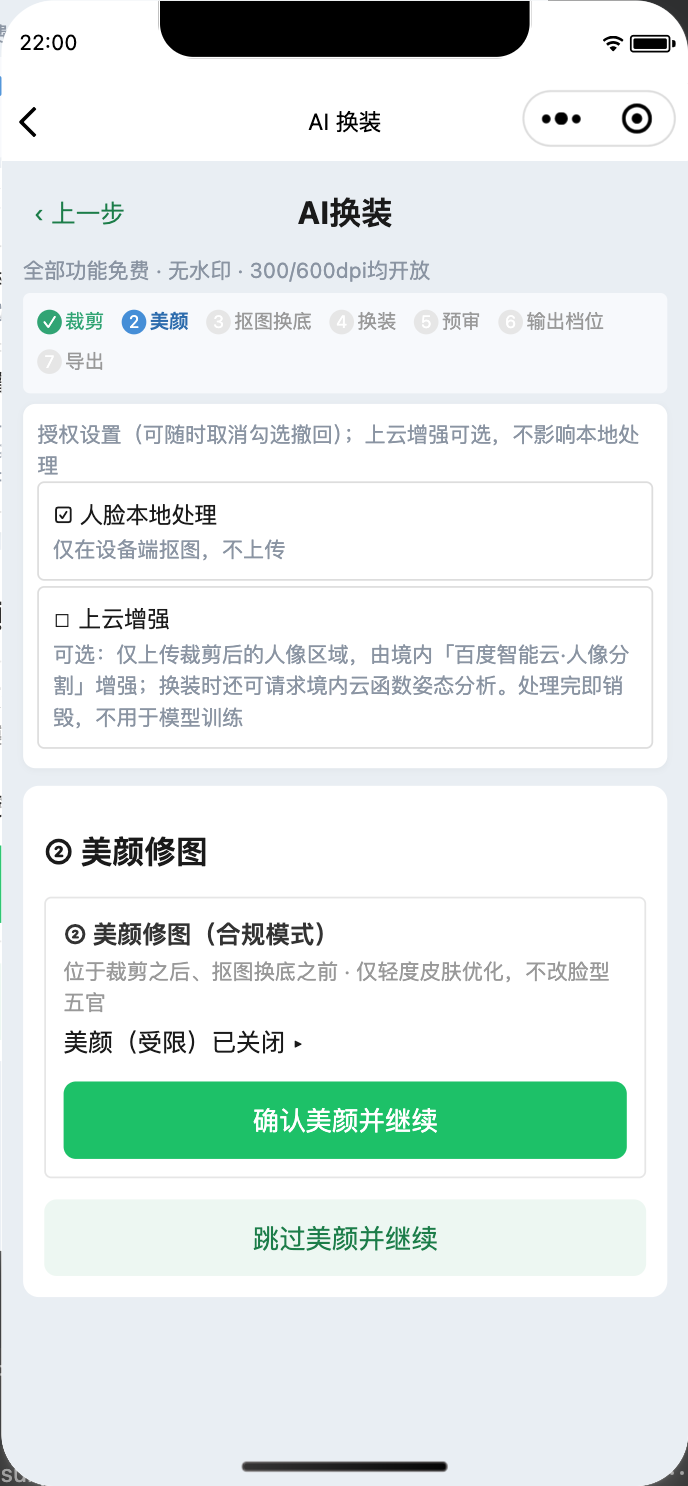 22:00
AI 换装
‹ 上一步
AI换装
全部功能免费 · 无水印 · 300/600dpi均开放
✓ 裁剪 2 美颜 3 抠图换底 4 换装 5 预审 6 输出档位
7 导出
授权设置（可随时取消勾选撤回）；上云增强可选，不影响本地处
理
☑ 人脸本地处理
仅在设备端抠图，不上传
□ 上云增强
可选：仅上传裁剪后的人像区域，由境内「百度智能云·人像分
割」增强；换装时还可请求境内云函数姿态分析。处理完即销
毁，不用于模型训练
② 美颜修图
② 美颜修图（合规模式）
位于裁剪之后、抠图换底之前 · 仅轻度皮肤优化，不改脸型
五官
美颜（受限）已关闭 ▸
确认美颜并继续
跳过美颜并继续